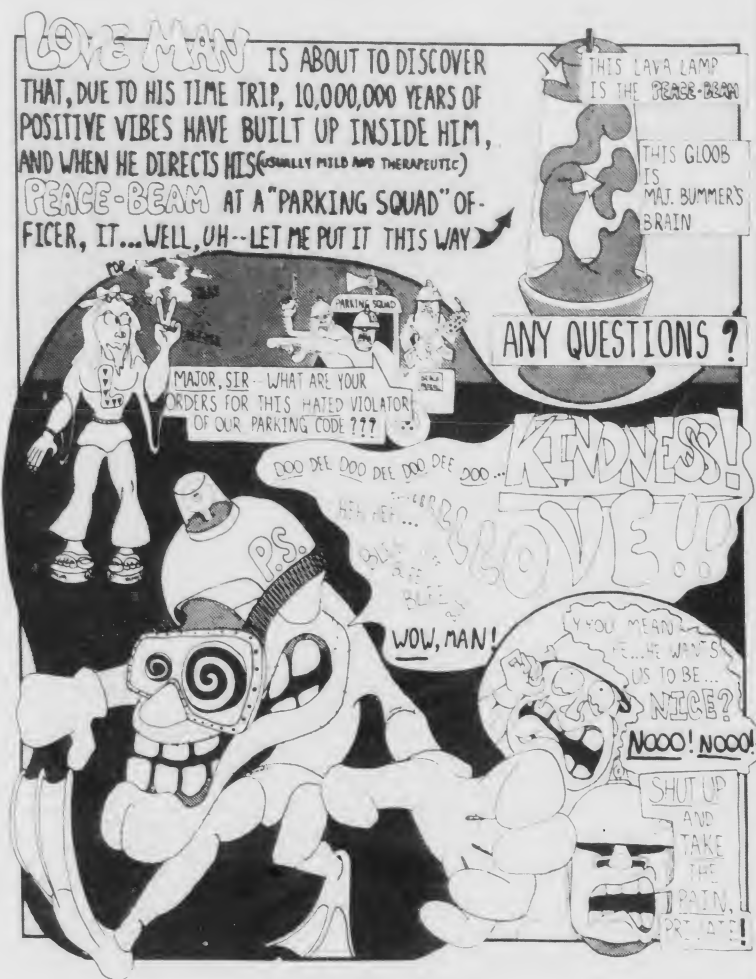 LOVE MAN IS ABOUT TO DISCOVER
THAT, DUE TO HIS TIME TRIP, 10,000,000 YEARS OF
POSITIVE VIBES HAVE BUILT UP INSIDE HIM,
AND WHEN HE DIRECTS HIS (USUALLY MILD AND THERAPEUTIC)
PEACE-BEAM AT A "PARKING SQUAD" OF-
FICER, IT...WELL, UH--LET ME PUT IT THIS WAY
THIS LAVA LAMP
IS THE PEACE-BEAM
THIS GLOOB
IS
MAJ. BUMMER'S
BRAIN
ANY QUESTIONS ?
POP
PARKING SQUAD
MAJOR, SIR -- WHAT ARE YOUR
ORDERS FOR THIS HATED VIOLATOR
OF OUR PARKING CODE ???
DOO DEE DOO DEE DOO DEE DOO... KINDNESS!
HEH HEH...
LLLOVE!!
WOW, MAN!
P.S.
Y YOU MEAN
HE...HE WANTS
US TO BE...
NICE?
NOOO! NOOO!
SHUT UP
AND
TAKE
THE
PAIN,
PRIVATE!